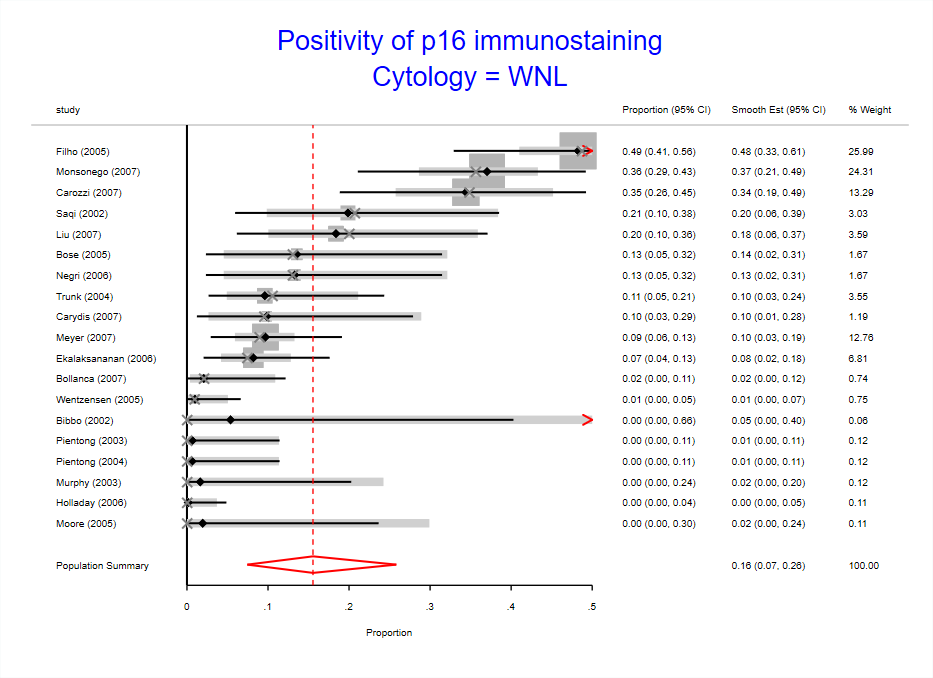 Positivity of p16 immunostaining
Cytology = WNL
study Proportion (95% CI) Smooth Est (95% CI) % Weight
Filho (2005) 0.49 (0.41, 0.56) 0.48 (0.33, 0.61) 25.99
Monsonego (2007) 0.36 (0.29, 0.43) 0.37 (0.21, 0.49) 24.31
Carozzi (2007) 0.35 (0.26, 0.45) 0.34 (0.19, 0.49) 13.29
Saqi (2002) 0.21 (0.10, 0.38) 0.20 (0.06, 0.39) 3.03
Liu (2007) 0.20 (0.10, 0.36) 0.18 (0.06, 0.37) 3.59
Bose (2005) 0.13 (0.05, 0.32) 0.14 (0.02, 0.31) 1.67
Negri (2006) 0.13 (0.05, 0.32) 0.13 (0.02, 0.31) 1.67
Trunk (2004) 0.11 (0.05, 0.21) 0.10 (0.03, 0.24) 3.55
Carydis (2007) 0.10 (0.03, 0.29) 0.10 (0.01, 0.28) 1.19
Meyer (2007) 0.09 (0.06, 0.13) 0.10 (0.03, 0.19) 12.76
Ekalaksananan (2006) 0.07 (0.04, 0.13) 0.08 (0.02, 0.18) 6.81
Bollanca (2007) 0.02 (0.00, 0.11) 0.02 (0.00, 0.12) 0.74
Wentzensen (2005) 0.01 (0.00, 0.05) 0.01 (0.00, 0.07) 0.75
Bibbo (2002) 0.00 (0.00, 0.66) 0.05 (0.00, 0.40) 0.06
Pientong (2003) 0.00 (0.00, 0.11) 0.01 (0.00, 0.11) 0.12
Pientong (2004) 0.00 (0.00, 0.11) 0.01 (0.00, 0.11) 0.12
Murphy (2003) 0.00 (0.00, 0.24) 0.02 (0.00, 0.20) 0.12
Holladay (2006) 0.00 (0.00, 0.04) 0.00 (0.00, 0.05) 0.11
Moore (2005) 0.00 (0.00, 0.30) 0.02 (0.00, 0.24) 0.11
Population Summary 0.16 (0.07, 0.26) 100.00
0 .1 .2 .3 .4 .5
Proportion